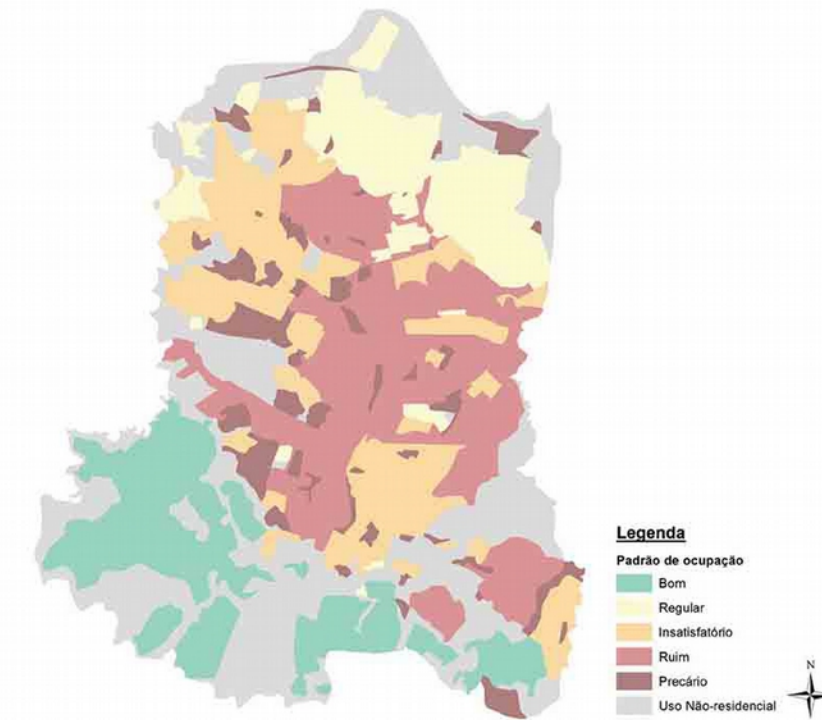 Legenda
Padrão de ocupação
Bom
Regular
Insatisfatório
Ruim
Precário
Uso Não-residencial
N